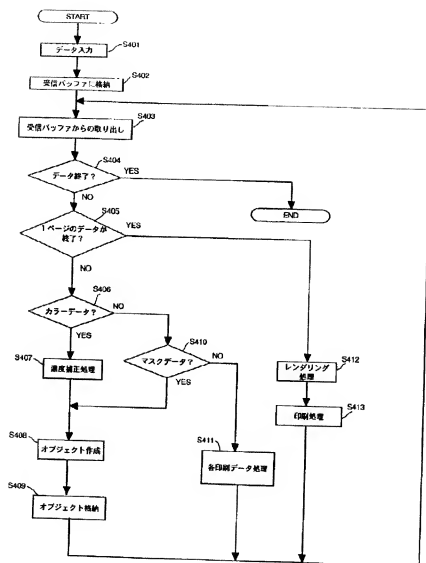 START
データ入力
S401
受信バッファに格納
S402
受信バッファからの取り出し
S403
データ終了？
S404
YES
NO
END
1ページのデータが
終了？
S405
YES
NO
カラーデータ？
S406
NO
YES
濃度補正処理
S407
マスクデータ？
S410
NO
YES
レンダリング
処理
S412
印刷処理
S413
オブジェクト作成
S408
各印刷データ処理
S411
オブジェクト格納
S409